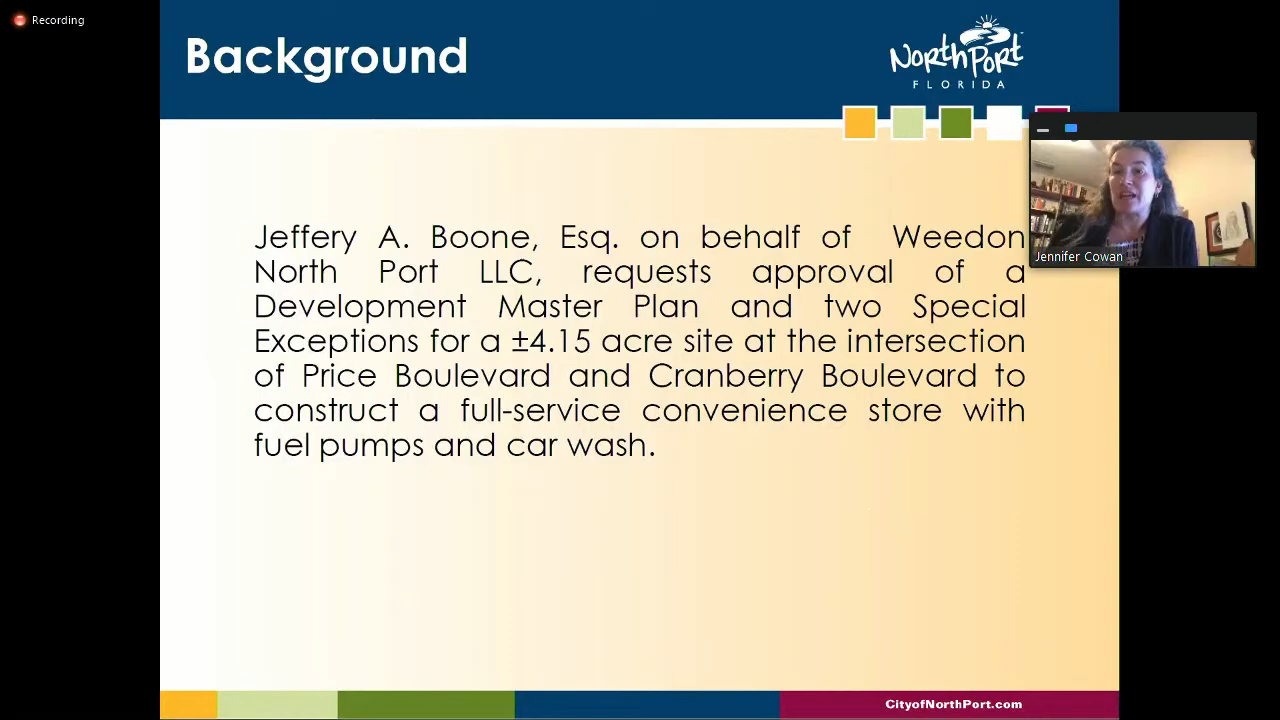 Recording
Background
NorthPort
FLORIDA
Jeffery A. Boone, Esq. on behalf of Weedon
North Port LLC, requests approval of a
Development Master Plan and two Special
Exceptions for a ±4.15 acre site at the intersection
of Price Boulevard and Cranberry Boulevard to
construct a full-service convenience store with
fuel pumps and car wash.
Jennifer Cowan
CityofNorthPort.com